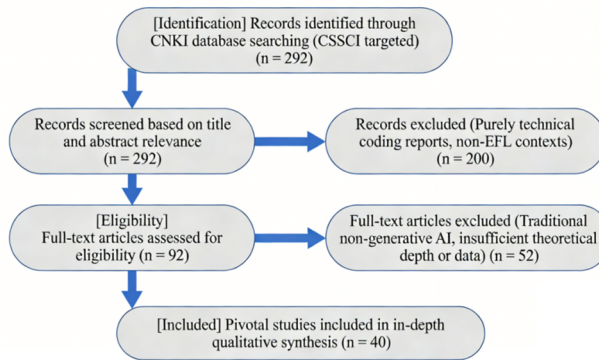 [Identification] Records identified through
CNKI database searching (CSSCI targeted)
(n = 292)
Records screened based on title
and abstract relevance
(n = 292)
Records excluded (Purely technical
coding reports, non-EFL contexts)
(n = 200)
[Eligibility]
Full-text articles assessed for
eligibility (n = 92)
Full-text articles excluded (Traditional
non-generative AI, insufficient theoretical
depth or data) (n = 52)
[Included] Pivotal studies included in in-depth
qualitative synthesis (n = 40)